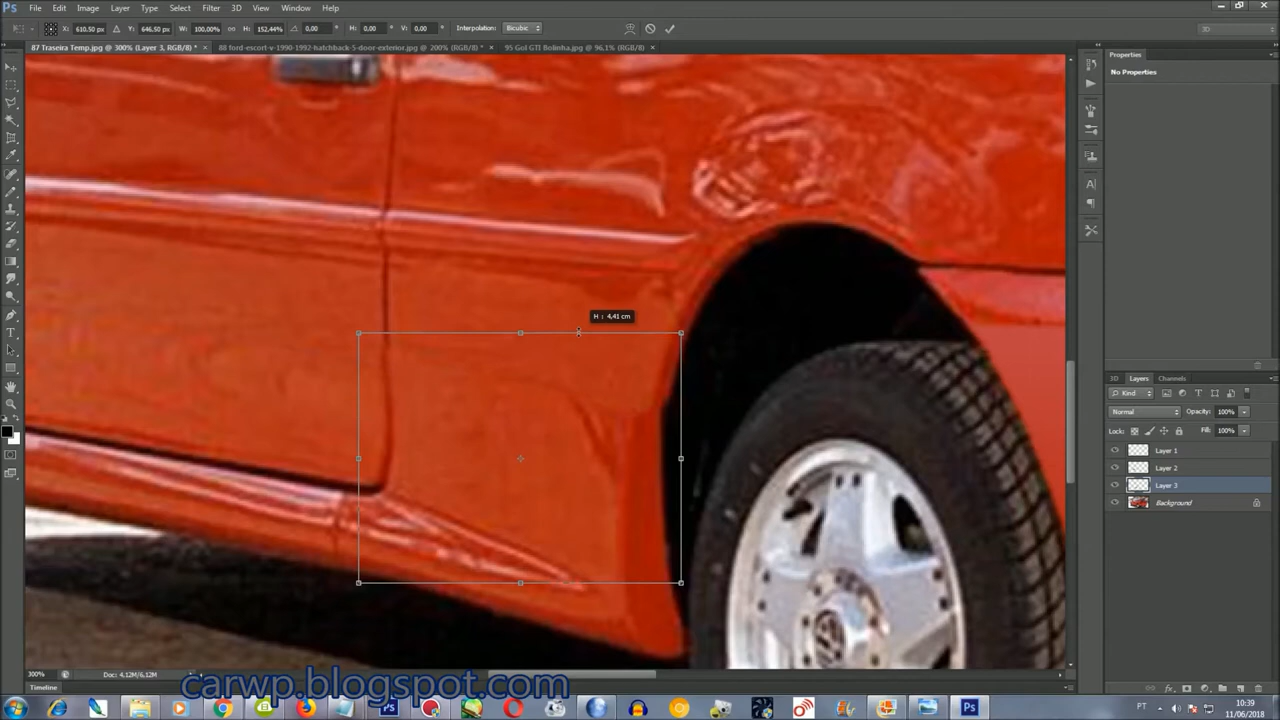 Ps File Edit Image Layer Type Select Filter 3D View Window Help
X: 610,50 px Y: 646,50 px W: 100,00% H: 152,44% 0,00 ° H: 0,00 ° V: 0,00 ° Interpolation: Bicubic 3D
87 Traseira Temp.jpg @ 300% (Layer 3, RGB/8) * × 88 ford-escort-v-1990-1992-hatchback-5-door-exterior.jpg @ 200% (RGB/8) * × 95 Gol GTI Bolinha.jpg @ 96,1% (RGB/8) ×
Properties
No Properties
H : 4,41 cm
3D Layers Channels
Kind
Normal Opacity: 100%
Lock: Fill: 100%
Layer 1
Layer 2
Layer 3
Background
300% Doc: 4.12M/6.12M
Timeline
carwp.blogspot.com
PT 10:39
11/06/2018